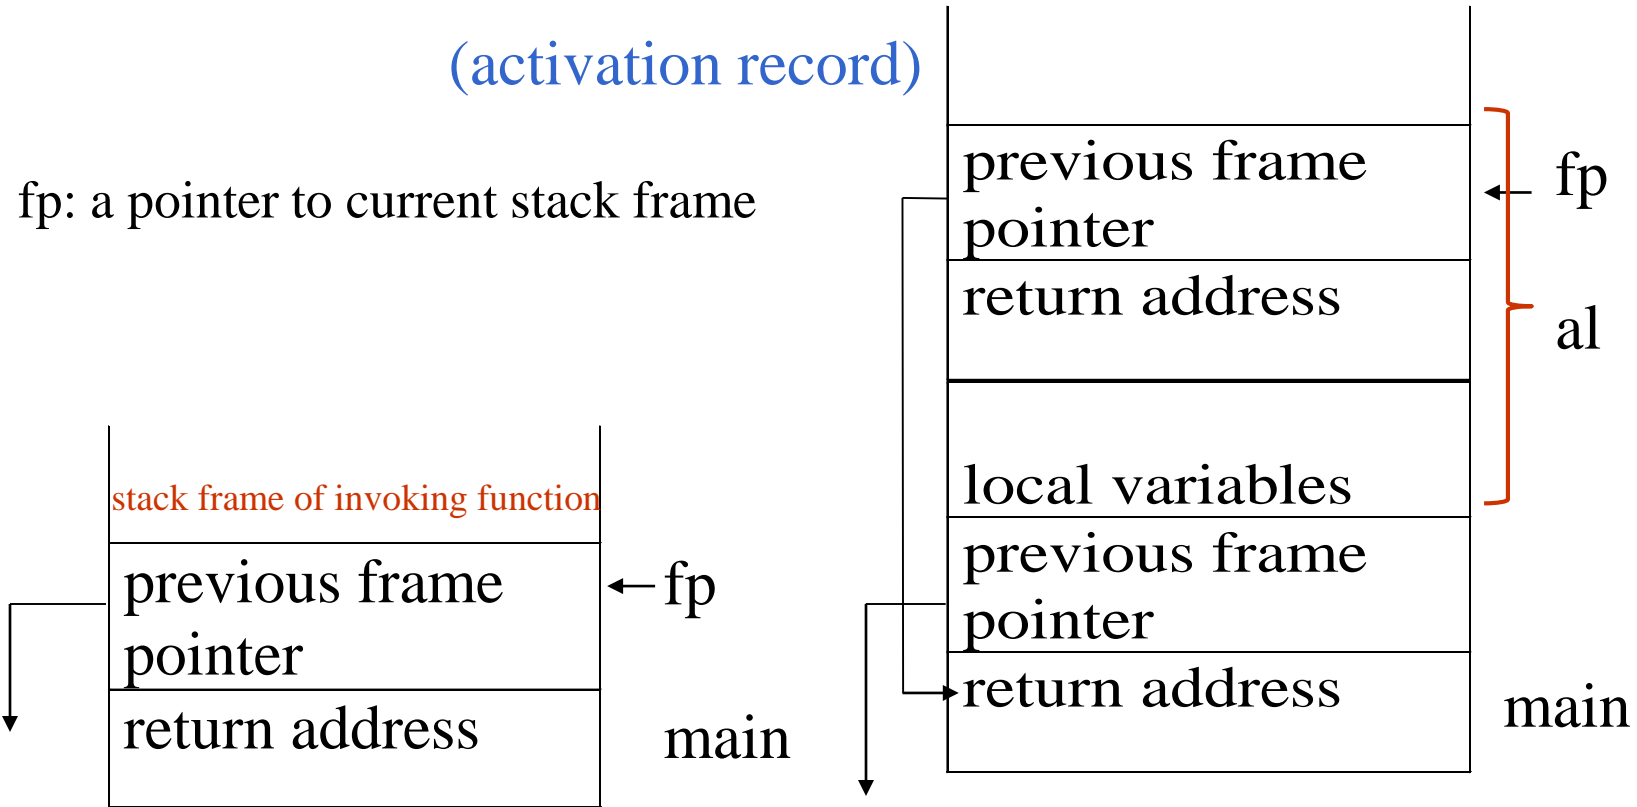 (activation record)
fp: a pointer to current stack frame
stack frame of invoking function
previous frame
pointer
fp
return address
main
previous frame
pointer
fp
return address
al
local variables
previous frame
pointer
return address
main